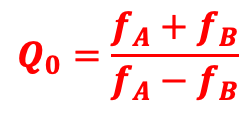 Q₀ = (f_A + f_B) / (f_A − f_B)